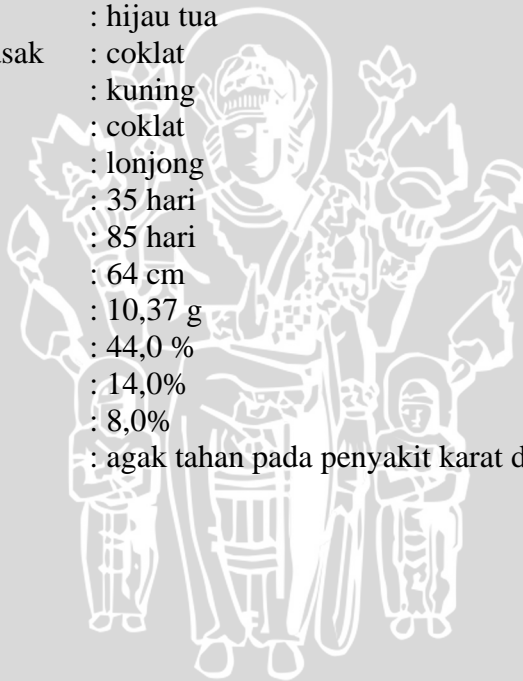 : hijau tua
sak : coklat
: kuning
: coklat
: lonjong
: 35 hari
: 85 hari
: 64 cm
: 10,37 g
: 44,0 %
: 14,0%
: 8,0%
: agak tahan pada penyakit karat d